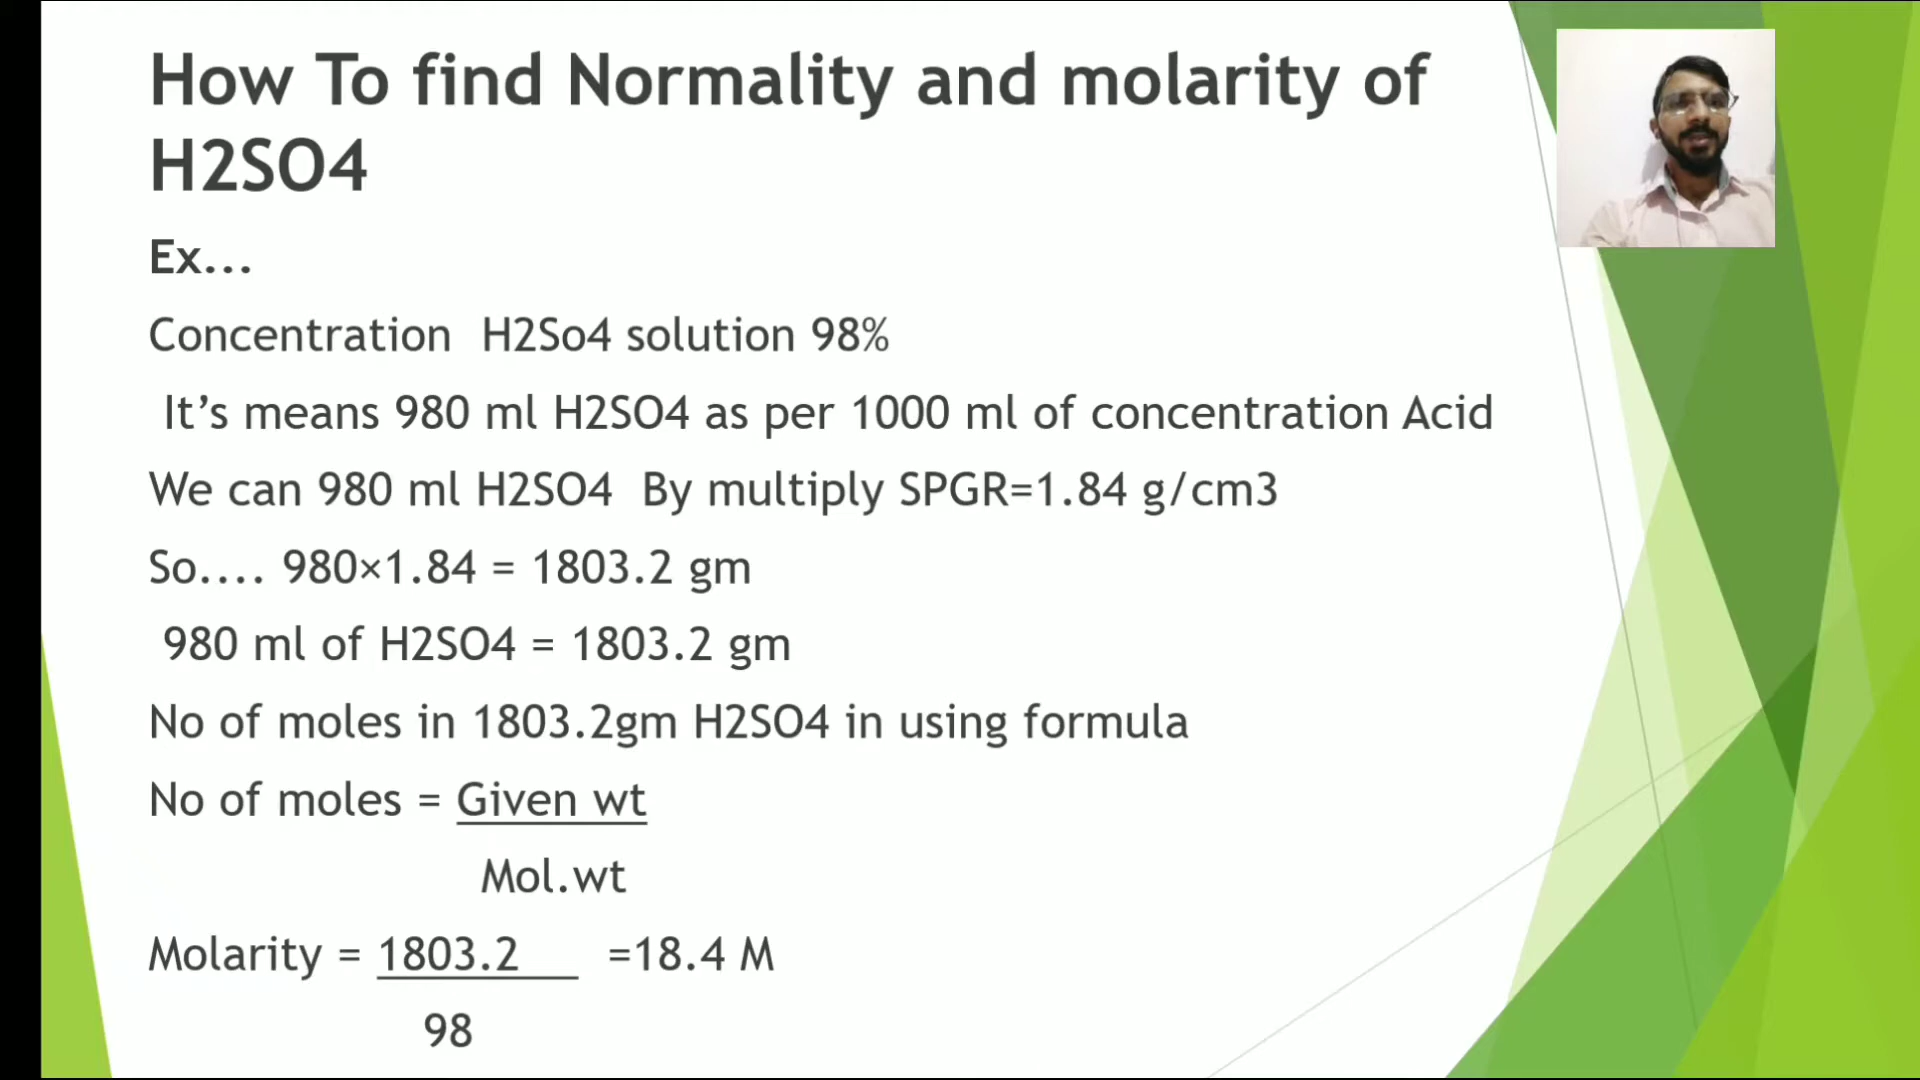 How To find Normality and molarity of
H2SO4
Ex...
Concentration H2So4 solution 98%
It’s means 980 ml H2SO4 as per 1000 ml of concentration Acid
We can 980 ml H2SO4 By multiply SPGR=1.84 g/cm3
So.... 980×1.84 = 1803.2 gm
980 ml of H2SO4 = 1803.2 gm
No of moles in 1803.2gm H2SO4 in using formula
No of moles = Given wt
Mol.wt
Molarity = 1803.2 =18.4 M
98